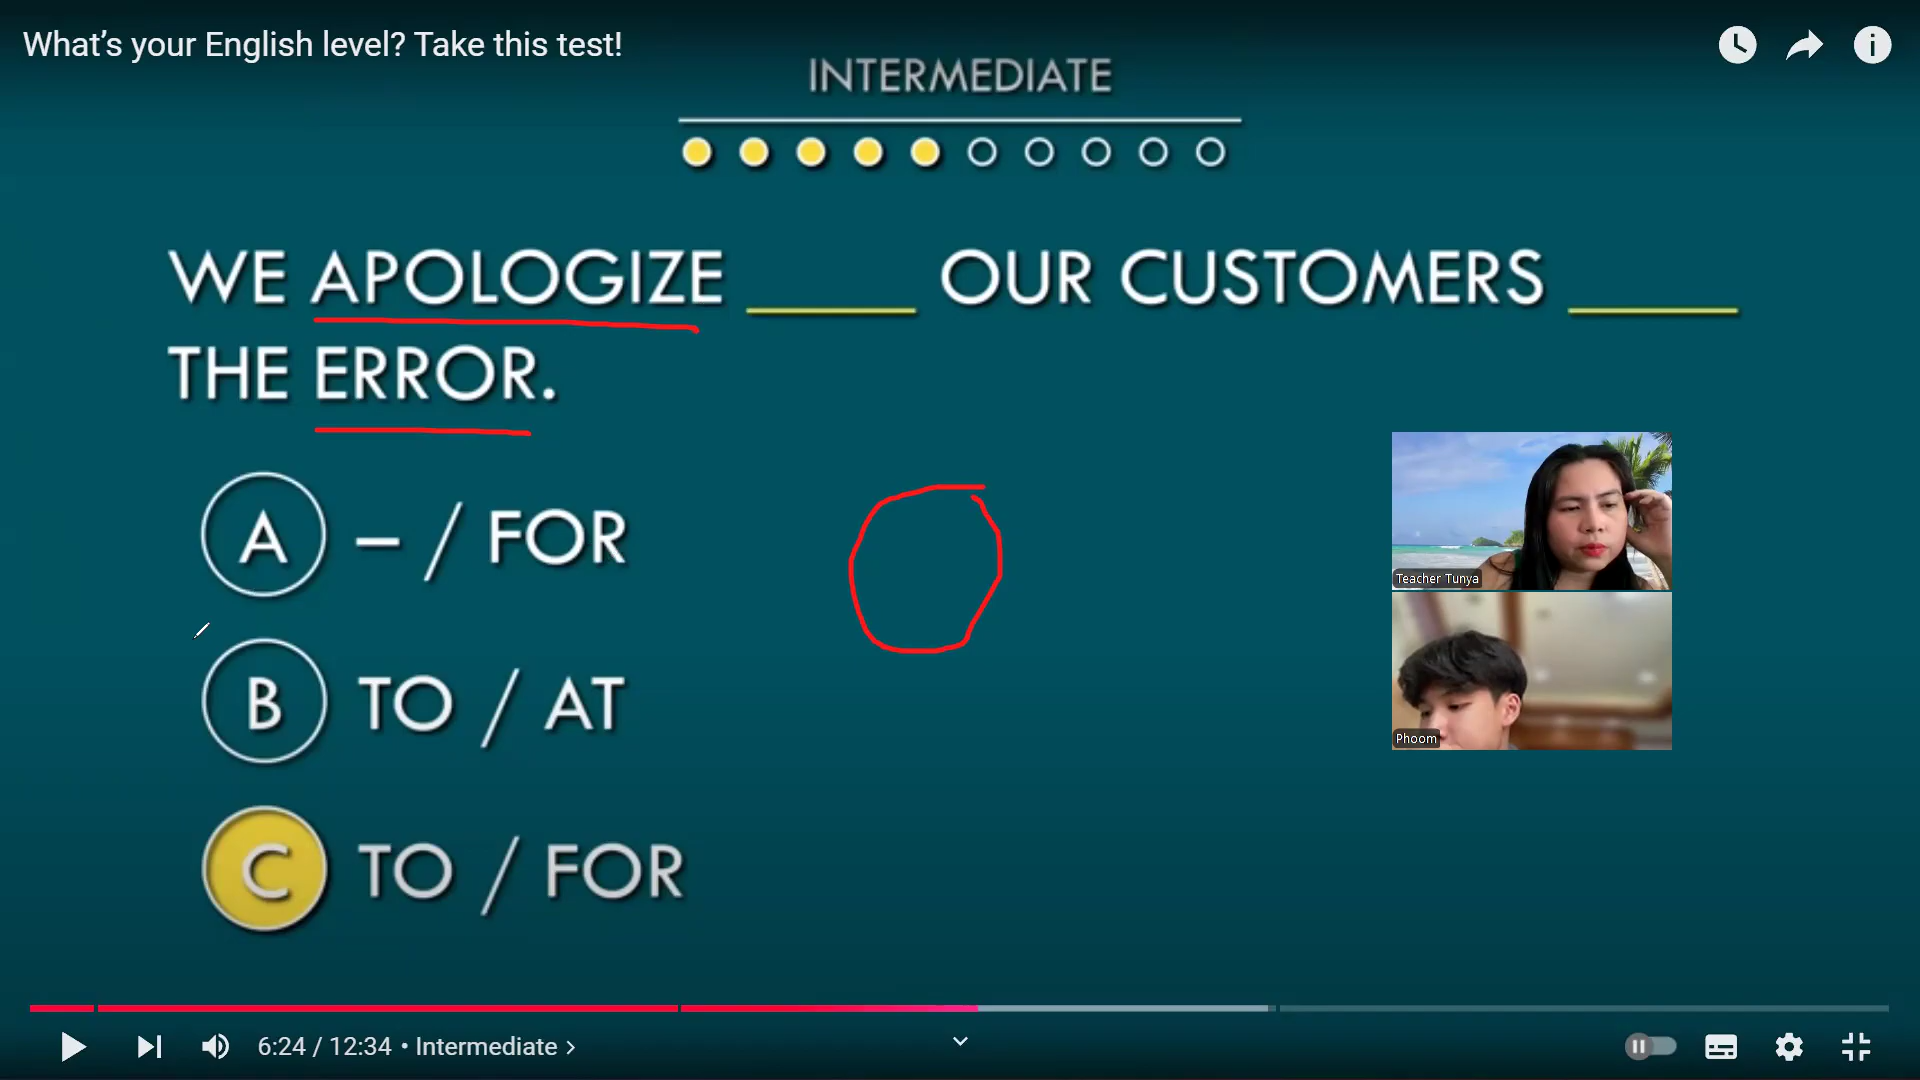 What’s your English level? Take this test!
INTERMEDIATE
WE APOLOGIZE ____ OUR CUSTOMERS ____
THE ERROR.
A – / FOR
Teacher Tunya
B TO / AT
Phoom
C TO / FOR
6:24 / 12:34 • Intermediate >